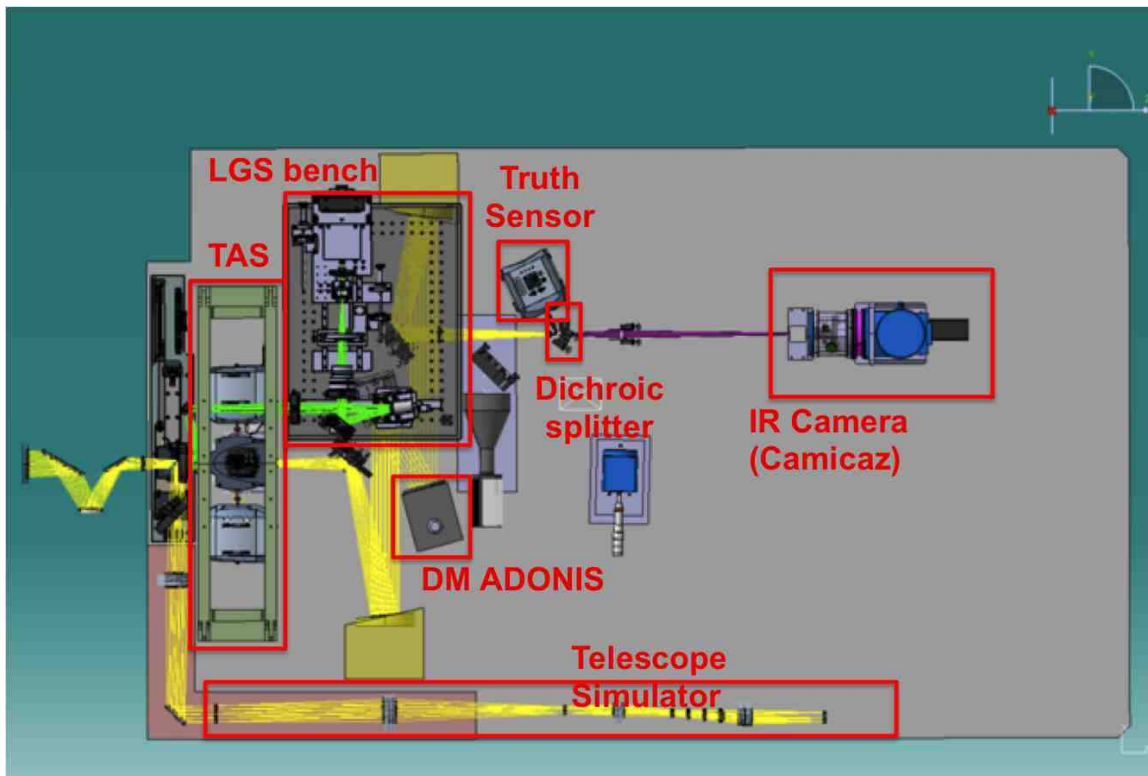 LGS bench
Truth
Sensor
TAS
Dichroic
splitter
IR Camera
(Camicaz)
DM ADONIS
Telescope
Simulator